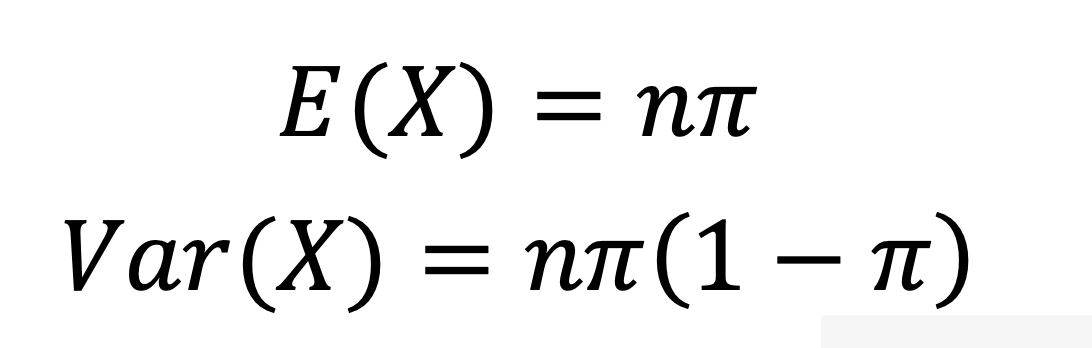 E(X) = nπ
Var(X) = nπ(1 − π)